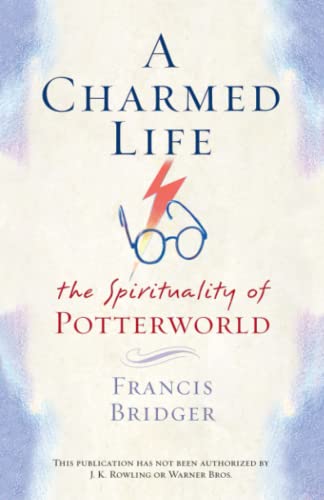 A
CHARMED
LIFE
the Spirituality of
POTTERWORLD
FRANCIS
BRIDGER
THIS PUBLICATION HAS NOT BEEN AUTHORIZED BY
J. K. ROWLING OR WARNER BROS.